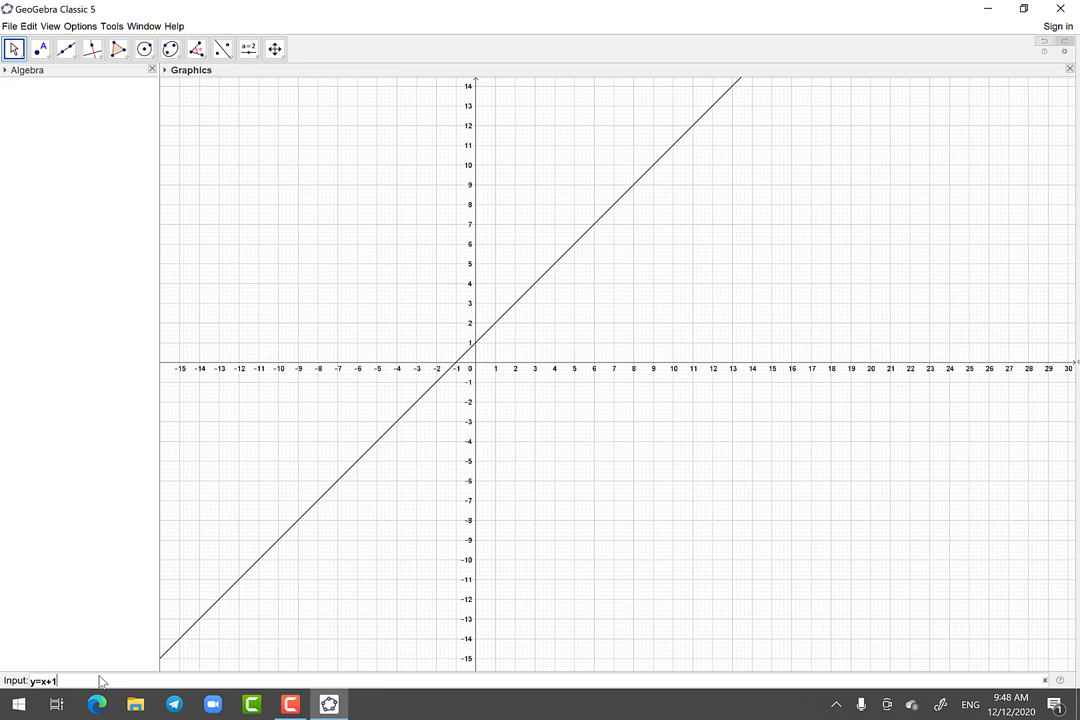 GeoGebra Classic 5
File Edit View Options Tools Window Help
Sign in
A
a=2
Algebra
Graphics
14
13
12
11
10
9
8
7
6
5
4
3
2
1
-15 -14 -13 -12 -11 -10 -9 -8 -7 -6 -5 -4 -3 -2 -1 0 1 2 3 4 5 6 7 8 9 10 11 12 13 14 15 16 17 18 19 20 21 22 23 24 25 26 27 28 29 30
-1
-2
-3
-4
-5
-6
-7
-8
-9
-10
-11
-12
-13
-14
-15
Input: y=x+1
ENG
9:48 AM
12/12/2020
1